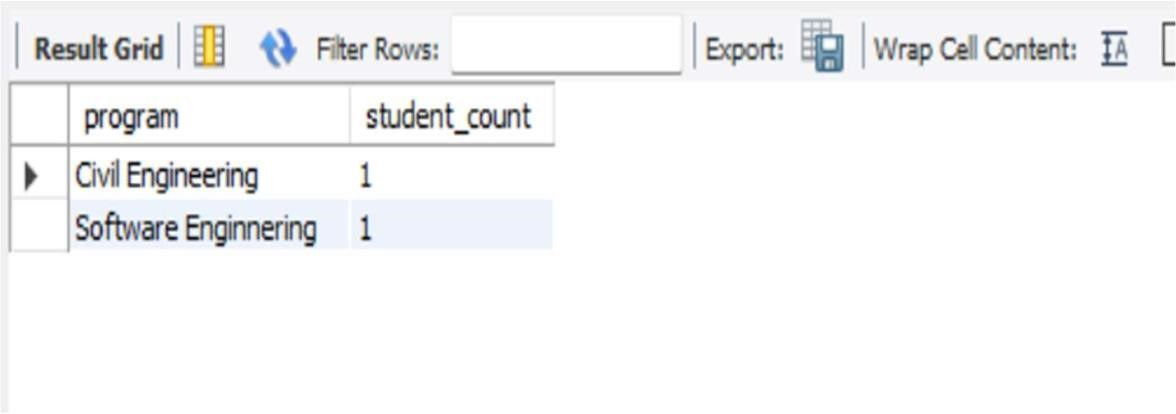 Result Grid Filter Rows: Export: Wrap Cell Content: A
program student_count
Civil Engineering 1
Software Enginnering 1